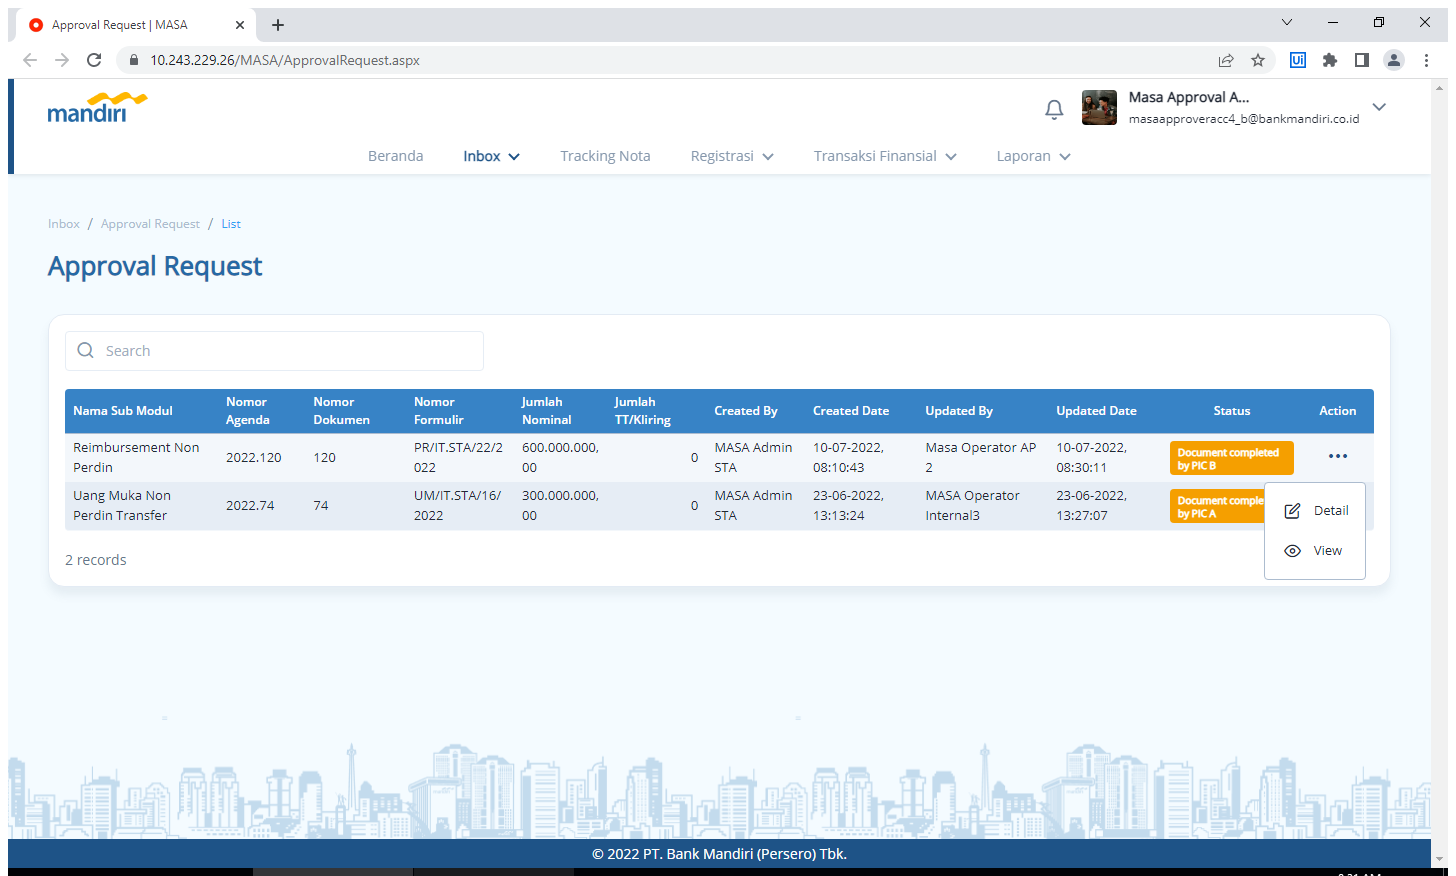 Approval Request | MASA
10.243.229.26/MASA/ApprovalRequest.aspx
Ui
mandiri
Masa Approval A...
masaapproveracc4_b@bankmandiri.co.id
Beranda Inbox Tracking Nota Registrasi Transaksi Finansial Laporan
Inbox / Approval Request / List
Approval Request
Search
Nama Sub Modul Nomor Agenda Nomor Dokumen Nomor Formulir Jumlah Nominal Jumlah TT/Kliring Created By Created Date Updated By Updated Date Status Action
Reimbursement Non Perdin 2022.120 120 PR/IT.STA/22/2022 600.000.000,00 0 MASA Admin STA 10-07-2022, 08:10:43 Masa Operator AP 2 10-07-2022, 08:30:11 Document completed by PIC B
Uang Muka Non Perdin Transfer 2022.74 74 UM/IT.STA/16/2022 300.000.000,00 0 MASA Admin STA 23-06-2022, 13:13:24 MASA Operator Internal3 23-06-2022, 13:27:07 Document comple by PIC A
Detail
View
2 records
© 2022 PT. Bank Mandiri (Persero) Tbk.